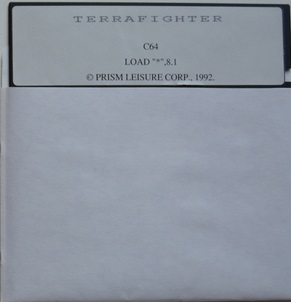 TERRAFIGHTER
C64
LOAD "*",8.1
© PRISM LEISURE CORP., 1992.